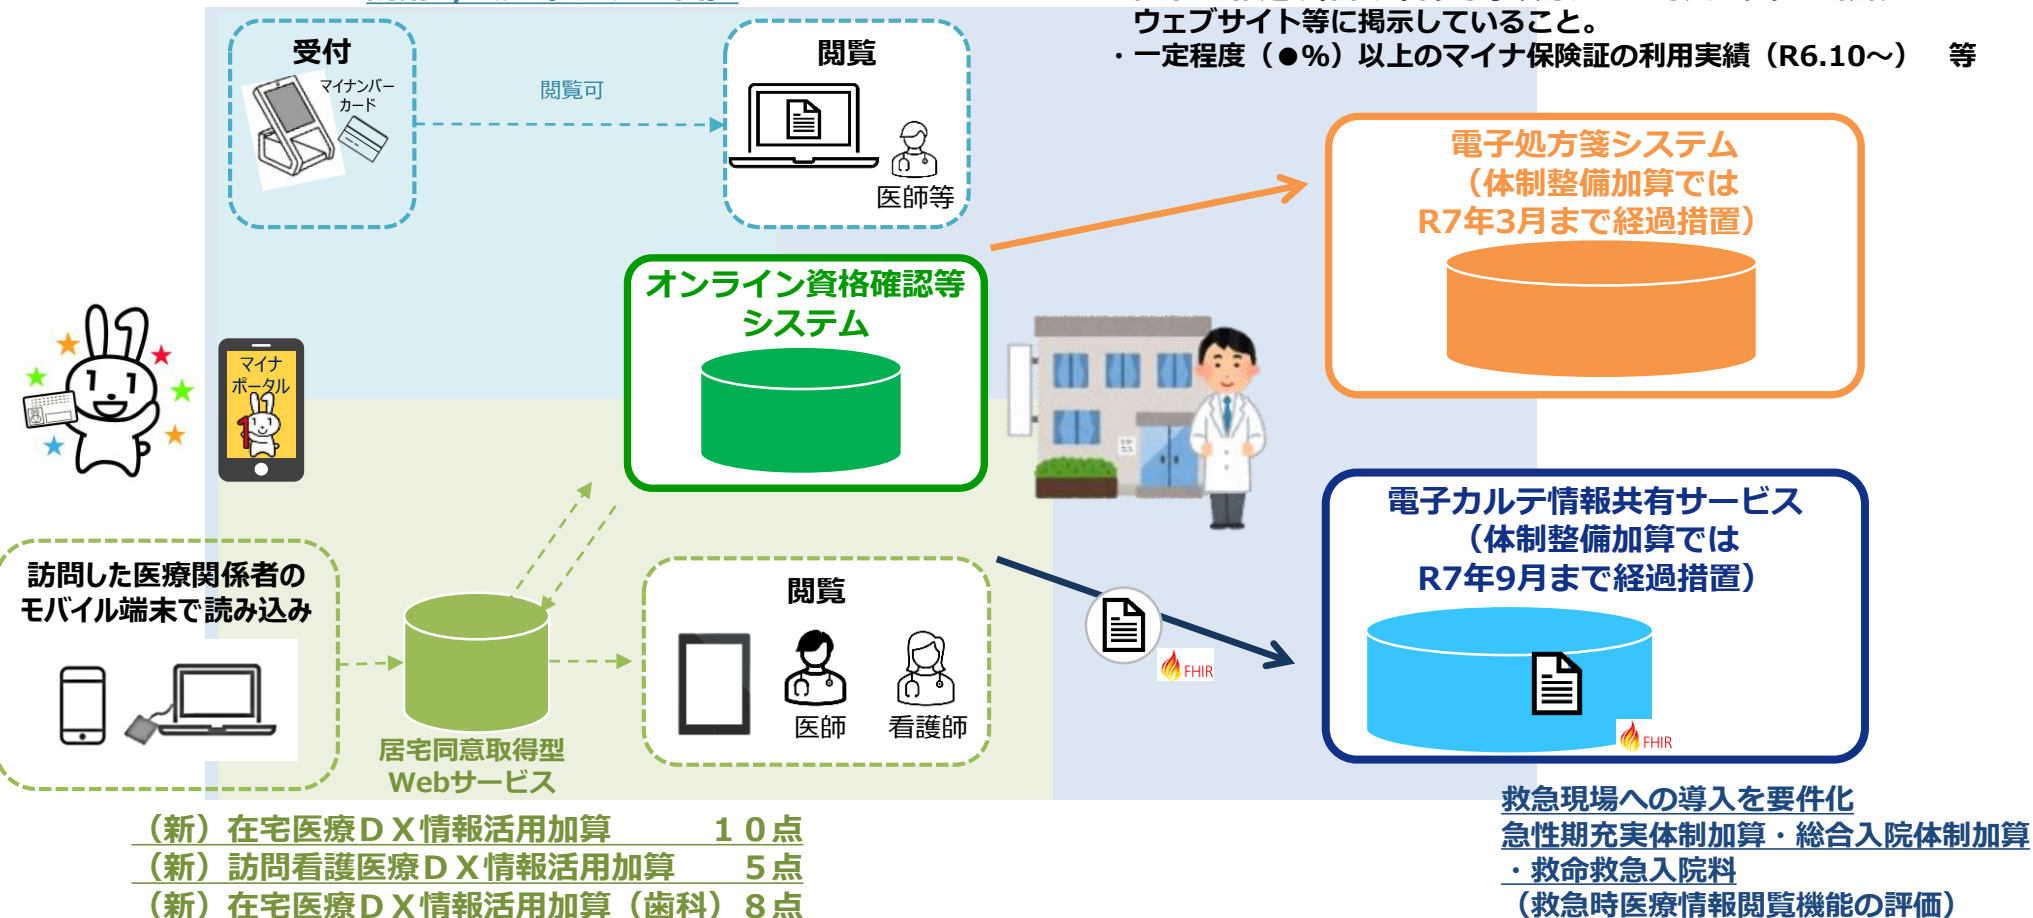 ウェブサイト等に掲示していること。
・一定程度（●％）以上のマイナ保険証の利用実績（R6.10～）　等
受付
マイナンバー
カード
閲覧可
閲覧
医師等
電子処方箋システム
（体制整備加算では
R7年3月まで経過措置）
オンライン資格確認等
システム
マイナ
ポータル
電子カルテ情報共有サービス
（体制整備加算では
R7年9月まで経過措置）
FHIR
FHIR
訪問した医療関係者の
モバイル端末で読み込み
居宅同意取得型
Webサービス
閲覧
医師
看護師
（新）在宅医療ＤＸ情報活用加算　　　１０点
（新）訪問看護医療ＤＸ情報活用加算　　５点
（新）在宅医療ＤＸ情報活用加算（歯科）８点
救急現場への導入を要件化
急性期充実体制加算・総合入院体制加算
・救命救急入院料
（救急時医療情報閲覧機能の評価）